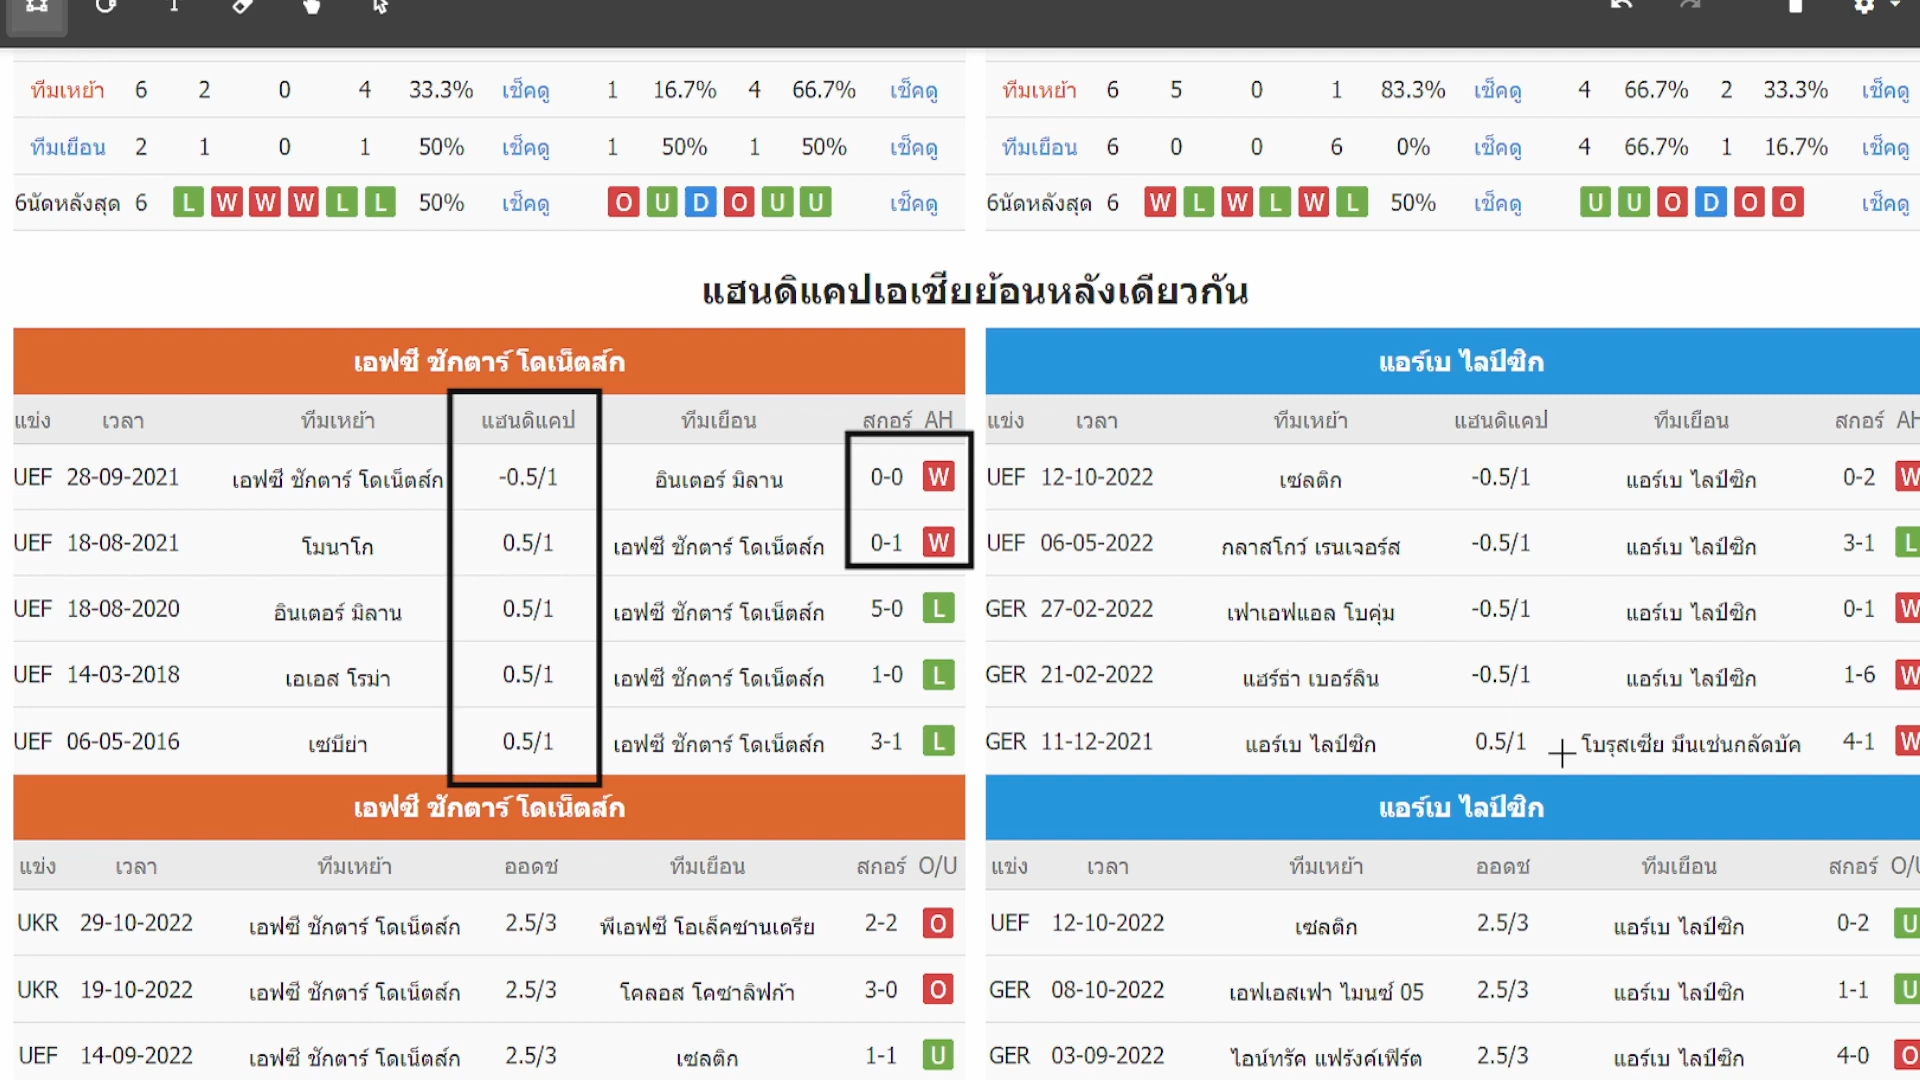 ทีมเหย้า 6 2 0 4 33.3% เช็คดู 1 16.7% 4 66.7% เช็คดู
ทีมเยือน 2 1 0 1 50% เช็คดู 1 50% 1 50% เช็คดู
6นัดหลังสุด 6 L W W W L L 50% เช็คดู O U D O U U เช็คดู
ทีมเหย้า 6 5 0 1 83.3% เช็คดู 4 66.7% 2 33.3% เช็คดู
ทีมเยือน 6 0 0 6 0% เช็คดู 4 66.7% 1 16.7% เช็คดู
6นัดหลังสุด 6 W L W L W L 50% เช็คดู U U O D O O เช็คดู
แฮนดิแคปเอเชียย้อนหลังเดียวกัน
เอฟซี ชักตาร์ โดเน็ตส์ก
แข่ง เวลา ทีมเหย้า แฮนดิแคป ทีมเยือน สกอร์ AH
UEF 28-09-2021 เอฟซี ชักตาร์ โดเน็ตส์ก -0.5/1 อินเตอร์ มิลาน 0-0 W
UEF 18-08-2021 โมนาโก 0.5/1 เอฟซี ชักตาร์ โดเน็ตส์ก 0-1 W
UEF 18-08-2020 อินเตอร์ มิลาน 0.5/1 เอฟซี ชักตาร์ โดเน็ตส์ก 5-0 L
UEF 14-03-2018 เอเอส โรม่า 0.5/1 เอฟซี ชักตาร์ โดเน็ตส์ก 1-0 L
UEF 06-05-2016 เซบีย่า 0.5/1 เอฟซี ชักตาร์ โดเน็ตส์ก 3-1 L
แอร์เบ ไลป์ซิก
แข่ง เวลา ทีมเหย้า แฮนดิแคป ทีมเยือน สกอร์ AH
UEF 12-10-2022 เซลติก -0.5/1 แอร์เบ ไลป์ซิก 0-2 W
UEF 06-05-2022 กลาสโกว์ เรนเจอร์ส -0.5/1 แอร์เบ ไลป์ซิก 3-1 L
GER 27-02-2022 เฟาเอฟแอล โบคุ่ม -0.5/1 แอร์เบ ไลป์ซิก 0-1 W
GER 21-02-2022 แฮร์ธ่า เบอร์ลิน -0.5/1 แอร์เบ ไลป์ซิก 1-6 W
GER 11-12-2021 แอร์เบ ไลป์ซิก 0.5/1 โบรุสเซีย มึนเช่นกลัดบัค 4-1 W
เอฟซี ชักตาร์ โดเน็ตส์ก
แข่ง เวลา ทีมเหย้า ออดซ ทีมเยือน สกอร์ O/U
UKR 29-10-2022 เอฟซี ชักตาร์ โดเน็ตส์ก 2.5/3 พีเอฟซี โอเล็คซานเดรีย 2-2 O
UKR 19-10-2022 เอฟซี ชักตาร์ โดเน็ตส์ก 2.5/3 โคลอส โคซาลิฟก้า 3-0 O
UEF 14-09-2022 เอฟซี ชักตาร์ โดเน็ตส์ก 2.5/3 เซลติก 1-1 U
แอร์เบ ไลป์ซิก
แข่ง เวลา ทีมเหย้า ออดซ ทีมเยือน สกอร์ O/U
UEF 12-10-2022 เซลติก 2.5/3 แอร์เบ ไลป์ซิก 0-2 U
GER 08-10-2022 เอฟเอสเฟา ไมนซ์ 05 2.5/3 แอร์เบ ไลป์ซิก 1-1 U
GER 03-09-2022 ไอน์ทรัค แฟร้งค์เฟิร์ต 2.5/3 แอร์เบ ไลป์ซิก 4-0 O